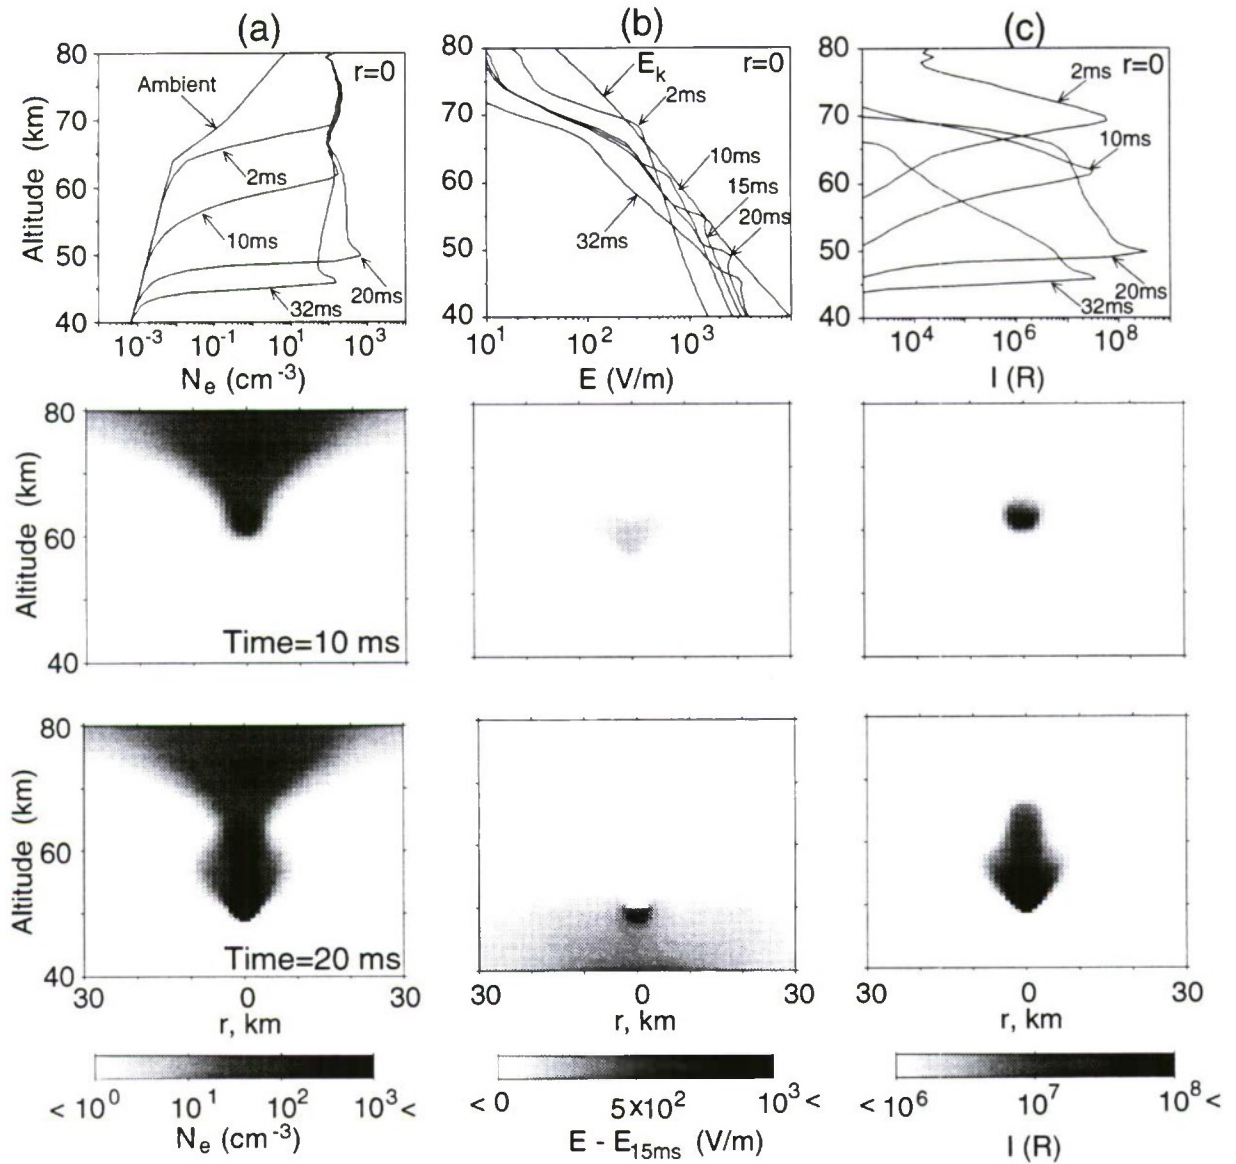 (a) (b) (c)
80 80 80
r=0 r=0 r=0
Ambient
E_k
2ms
2ms
70 70 70
Altitude (km)
10ms
10ms
60 60 60
2ms
15ms
20ms
10ms
32ms
50 50 50
20ms
20ms
32ms
32ms
40 40 40
10^-3 10^-1 10^1 10^3
10^1 10^2 10^3
10^4 10^6 10^8
N_e (cm^-3) E (V/m) I (R)
80
Altitude (km)
60
Time=10 ms
40
80
Altitude (km)
60
Time=20 ms
40
30 0 30 30 0 30 30 0 30
r, km r, km r, km
< 10^0 10^1 10^2 10^3 <
< 0 5x10^2 10^3 <
< 10^6 10^7 10^8 <
N_e (cm^-3) E - E_15ms (V/m) I (R)